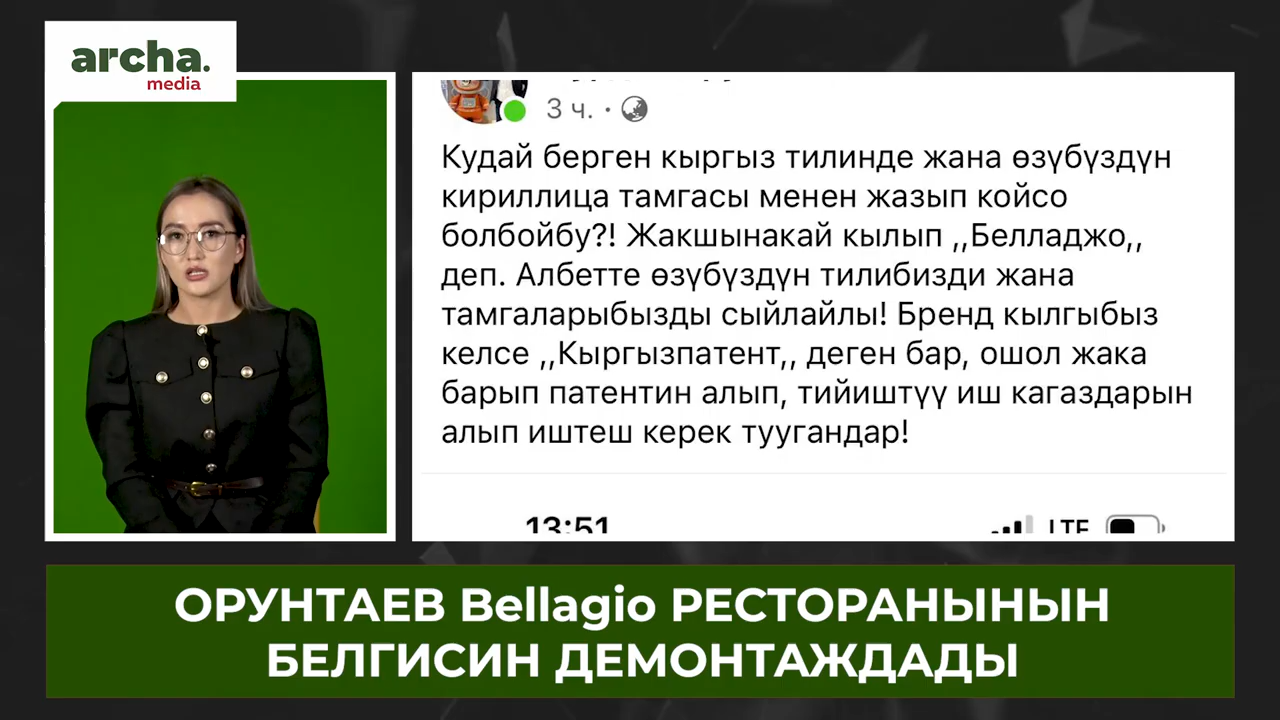 archa.
media
3 ч. ·
Кудай берген кыргыз тилинде жана өзүбүздүн
кириллица тамгасы менен жазып койсо
болбойбу?! Жакшынакай кылып ,,Белладжо,,
деп. Албетте өзүбүздүн тилибизди жана
тамгаларыбызды сыйлайлы! Бренд кылгыбыз
келсе ,,Кыргызпатент,, деген бар, ошол жака
барып патентин алып, тийиштүү иш кагаздарын
алып иштеш керек туугандар!
13:51
LTE
ОРУНТАЕВ Bellagio РЕСТОРАНЫНЫН
БЕЛГИСИН ДЕМОНТАЖДАДЫ